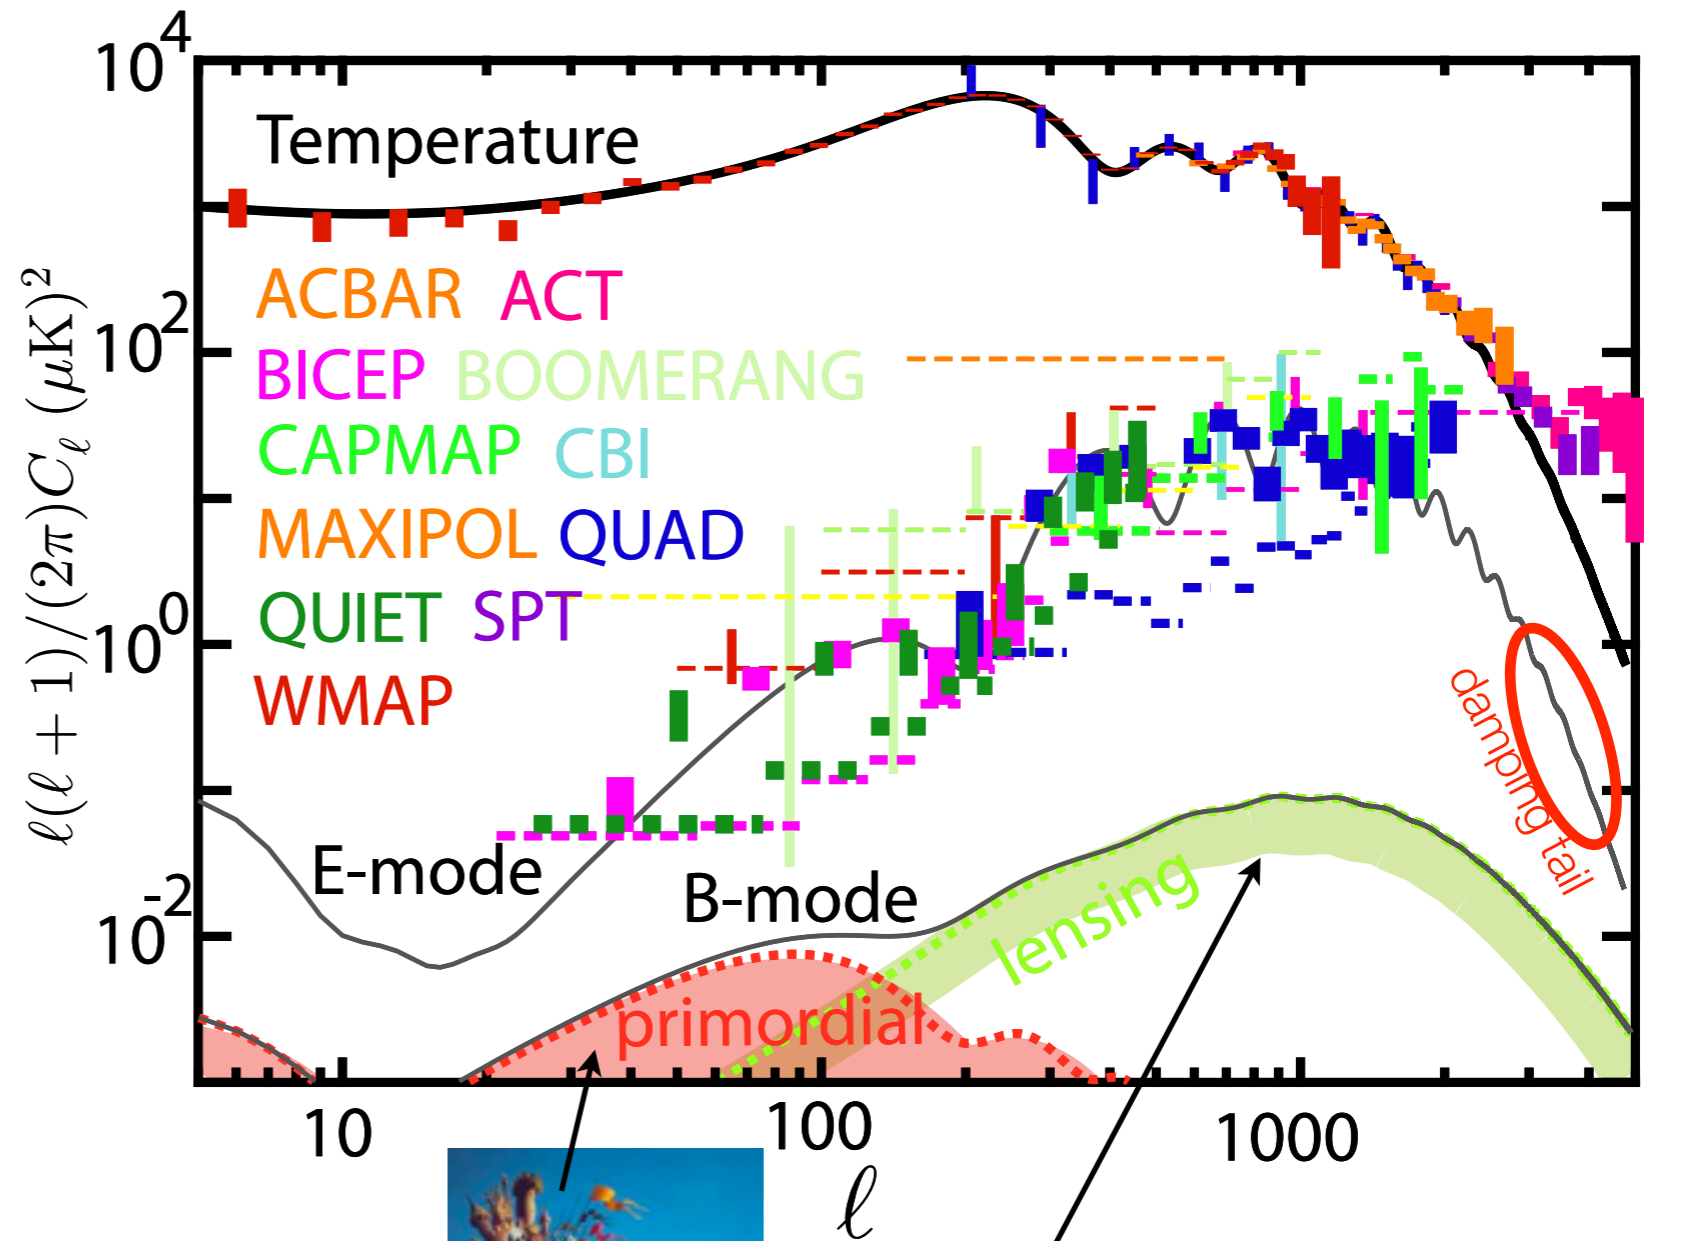 10^4
Temperature
ACBAR ACT
10^2
BICEP BOOMERANG
CAPMAP CBI
MAXIPOL QUAD
QUIET SPT
10^0
WMAP
ℓ(ℓ + 1)/(2π)C_ℓ (μK)^2
damping tail
E-mode
B-mode
10^-2
lensing
primordial
10 100 1000
ℓ